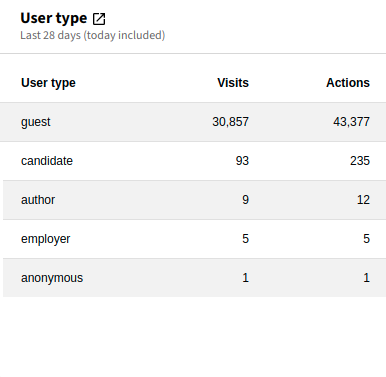 User type
Last 28 days (today included)
User type Visits Actions
guest 30,857 43,377
candidate 93 235
author 9 12
employer 5 5
anonymous 1 1